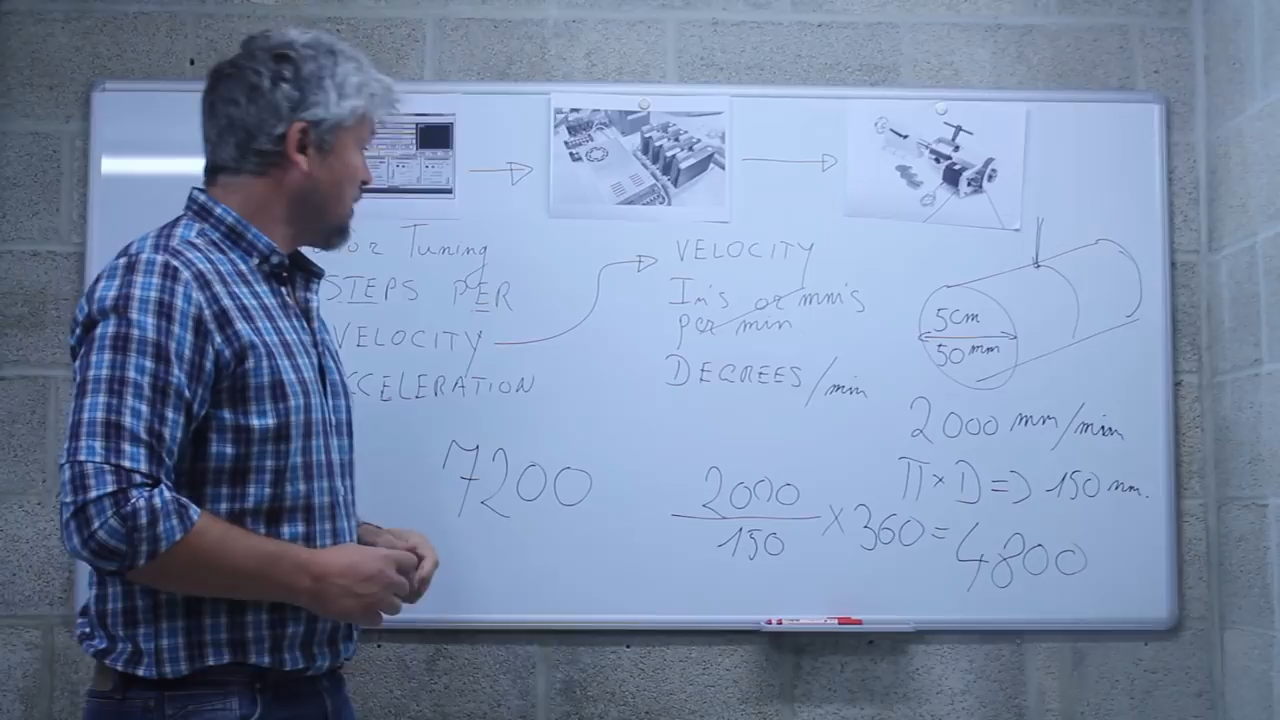 Tuning
STEPS PER
VELOCITY
ACCELERATION
7200
VELOCITY
In's or mm's
per min
DEGREES/min
2000
150
X 360 = 4800
5cm
50mm
2000 mm/min
π × D => 150 mm.